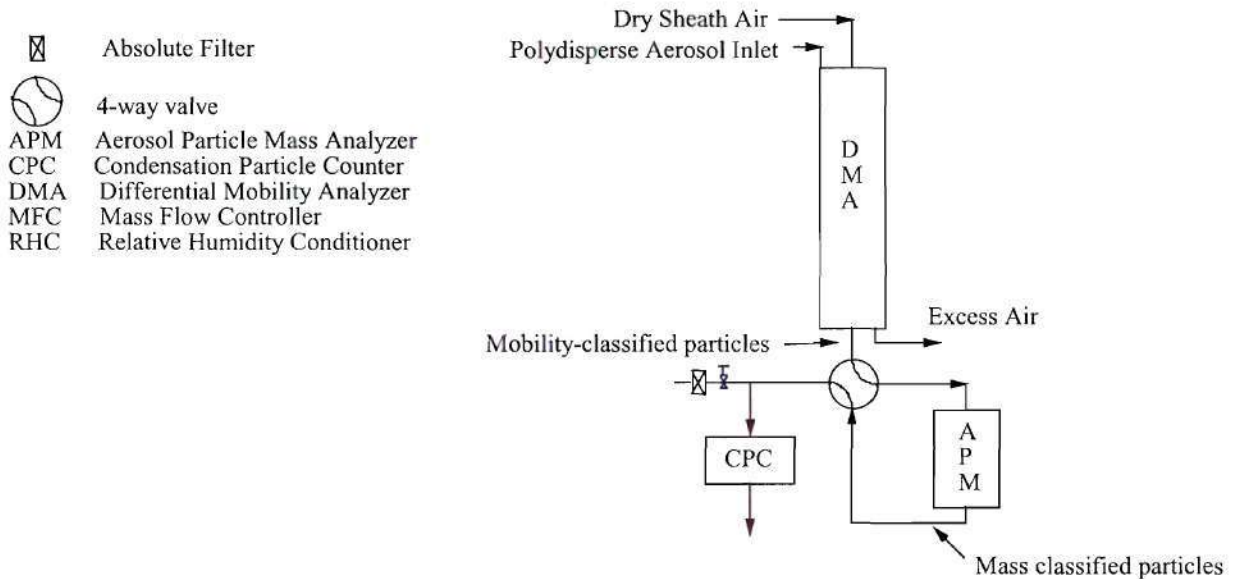 Absolute Filter
4-way valve
APM Aerosol Particle Mass Analyzer
CPC Condensation Particle Counter
DMA Differential Mobility Analyzer
MFC Mass Flow Controller
RHC Relative Humidity Conditioner
Dry Sheath Air
Polydisperse Aerosol Inlet
D
M
A
Excess Air
Mobility-classified particles
CPC
A
P
M
Mass classified particles